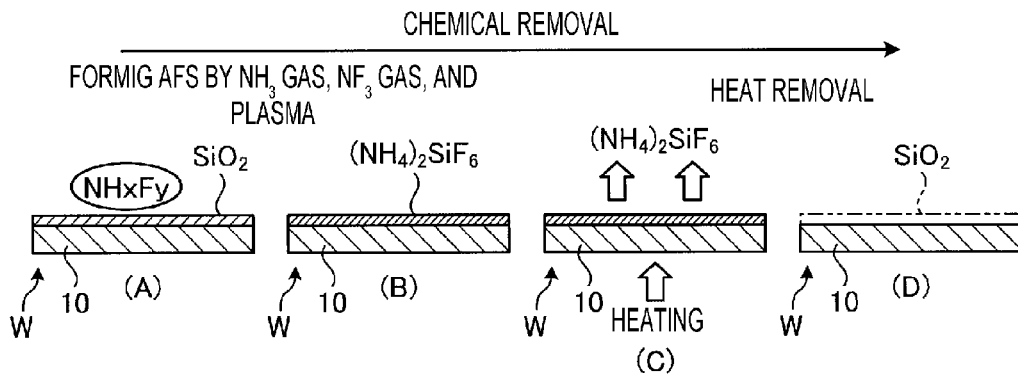 CHEMICAL REMOVAL
FORMIG AFS BY NH₃ GAS, NF₃ GAS, AND
PLASMA
HEAT REMOVAL
SiO₂
NHxFy
(NH₄)₂SiF₆
(NH₄)₂SiF₆
SiO₂
10
(A)
W
10
(B)
W
10
HEATING
(C)
W
10
(D)
W